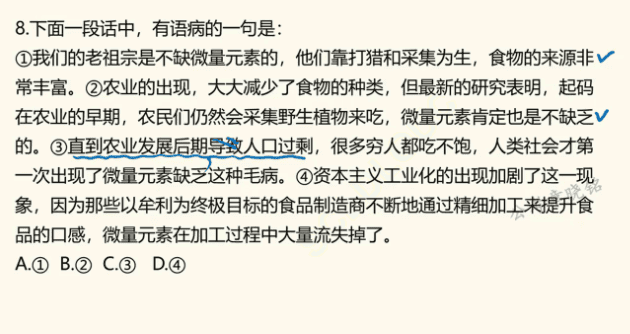 8.下面一段话中，有语病的一句是：
①我们的老祖宗是不缺微量元素的，他们靠打猎和采集为生，食物的来源非
常丰富。②农业的出现，大大减少了食物的种类，但最新的研究表明，起码
在农业的早期，农民们仍然会采集野生植物来吃，微量元素肯定也是不缺乏
的。③直到农业发展后期导致人口过剩，很多穷人都吃不饱，人类社会才第
一次出现了微量元素缺乏这种毛病。④资本主义工业化的出现加剧了这一现
象，因为那些以牟利为终极目标的食品制造商不断地通过精细加工来提升食
品的口感，微量元素在加工过程中大量流失掉了。
A.① B.② C.③ D.④